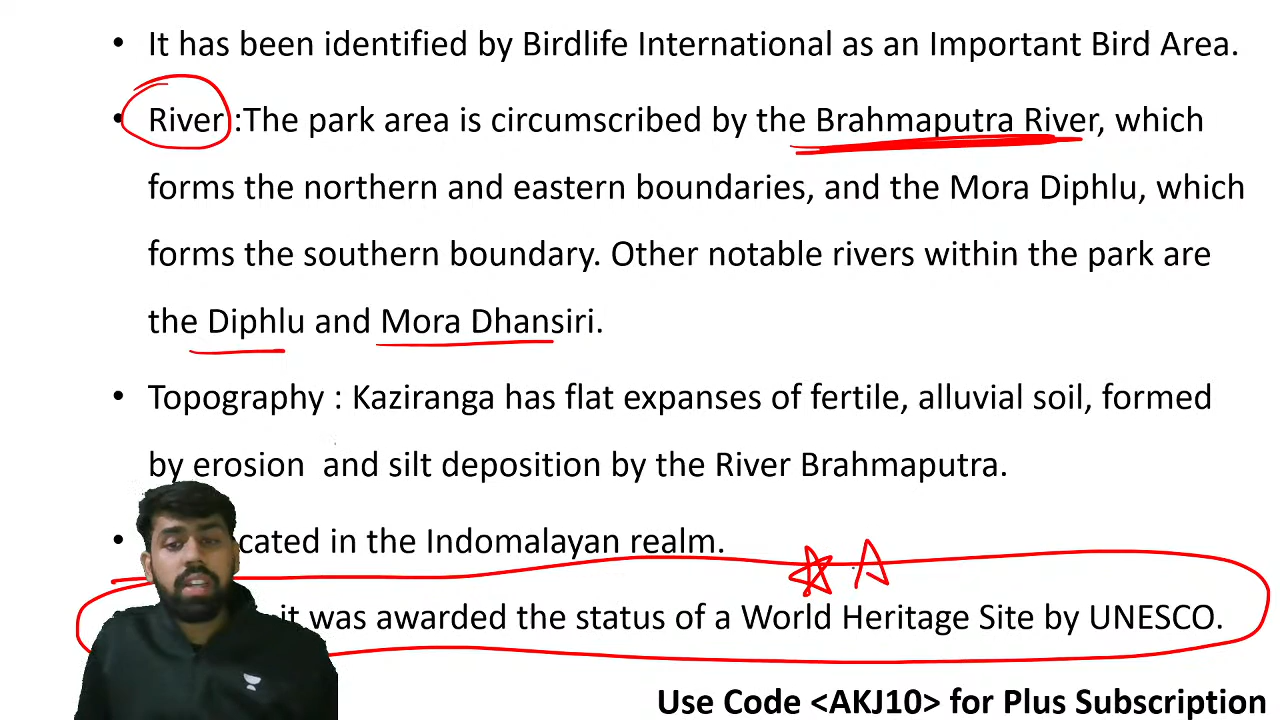 • It has been identified by Birdlife International as an Important Bird Area.
• River :The park area is circumscribed by the Brahmaputra River, which
forms the northern and eastern boundaries, and the Mora Diphlu, which
forms the southern boundary. Other notable rivers within the park are
the Diphlu and Mora Dhansiri.
• Topography : Kaziranga has flat expanses of fertile, alluvial soil, formed
by erosion  and silt deposition by the River Brahmaputra.
• in the Indomalayan realm.
it was awarded the status of a World Heritage Site by UNESCO.
Use Code <AKJ10> for Plus Subscription